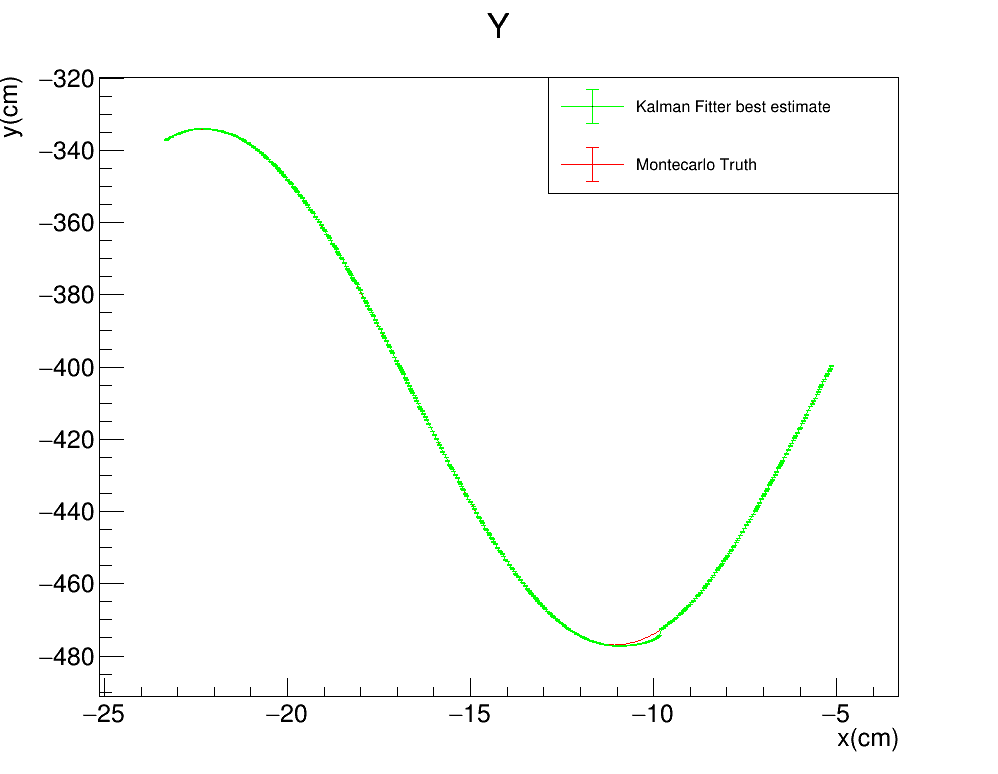 Y
y(cm)
−320
−340
−360
−380
−400
−420
−440
−460
−480
Kalman Fitter best estimate
Montecarlo Truth
−25 −20 −15 −10 −5
x(cm)